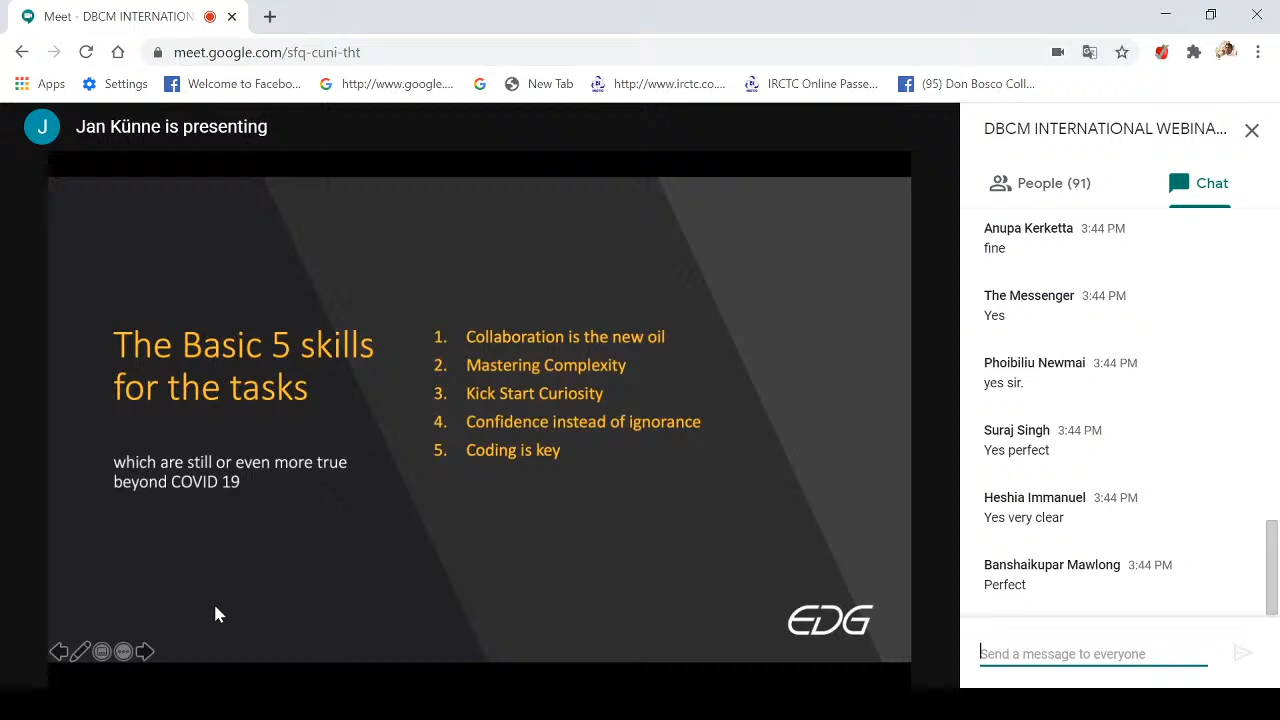 Meet - DBCM INTERNATION
meet.google.com/sfq-cuni-tht
Apps
Settings
Welcome to Facebo...
http://www.google....
New Tab
http://www.irctc.co....
IRCTC Online Passe...
(95) Don Bosco Coll...
J
Jan Künne is presenting
The Basic 5 skills
for the tasks
which are still or even more true
beyond COVID 19
1. Collaboration is the new oil
2. Mastering Complexity
3. Kick Start Curiosity
4. Confidence instead of ignorance
5. Coding is key
EDG
DBCM INTERNATIONAL WEBINA...
People (91)
Chat
Anupa Kerketta 3:44 PM
fine
The Messenger 3:44 PM
Yes
Phoibiliu Newmai 3:44 PM
yes sir.
Suraj Singh 3:44 PM
Yes perfect
Heshia Immanuel 3:44 PM
Yes very clear
Banshaikupar Mawlong 3:44 PM
Perfect
Send a message to everyone